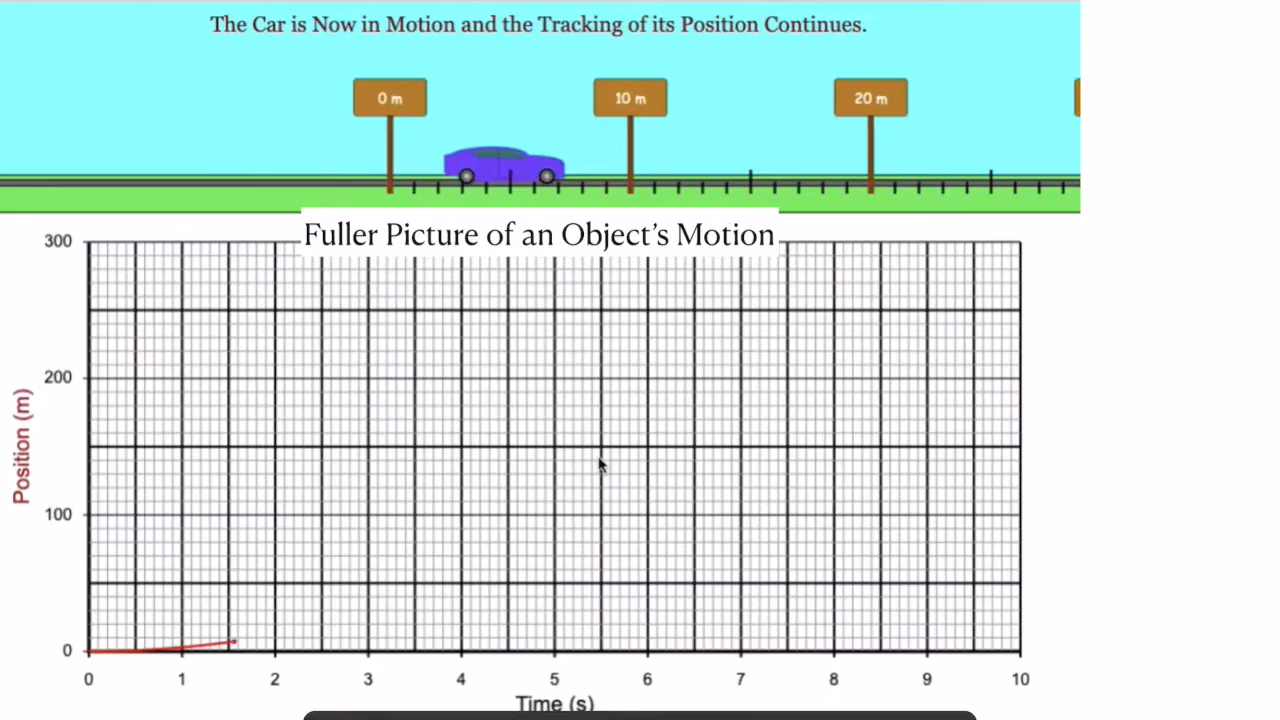 The Car is Now in Motion and the Tracking of its Position Continues.
0 m
10 m
20 m
Fuller Picture of an Object's Motion
300
200
100
0
Position (m)
0 1 2 3 4 5 6 7 8 9 10
Time (s)